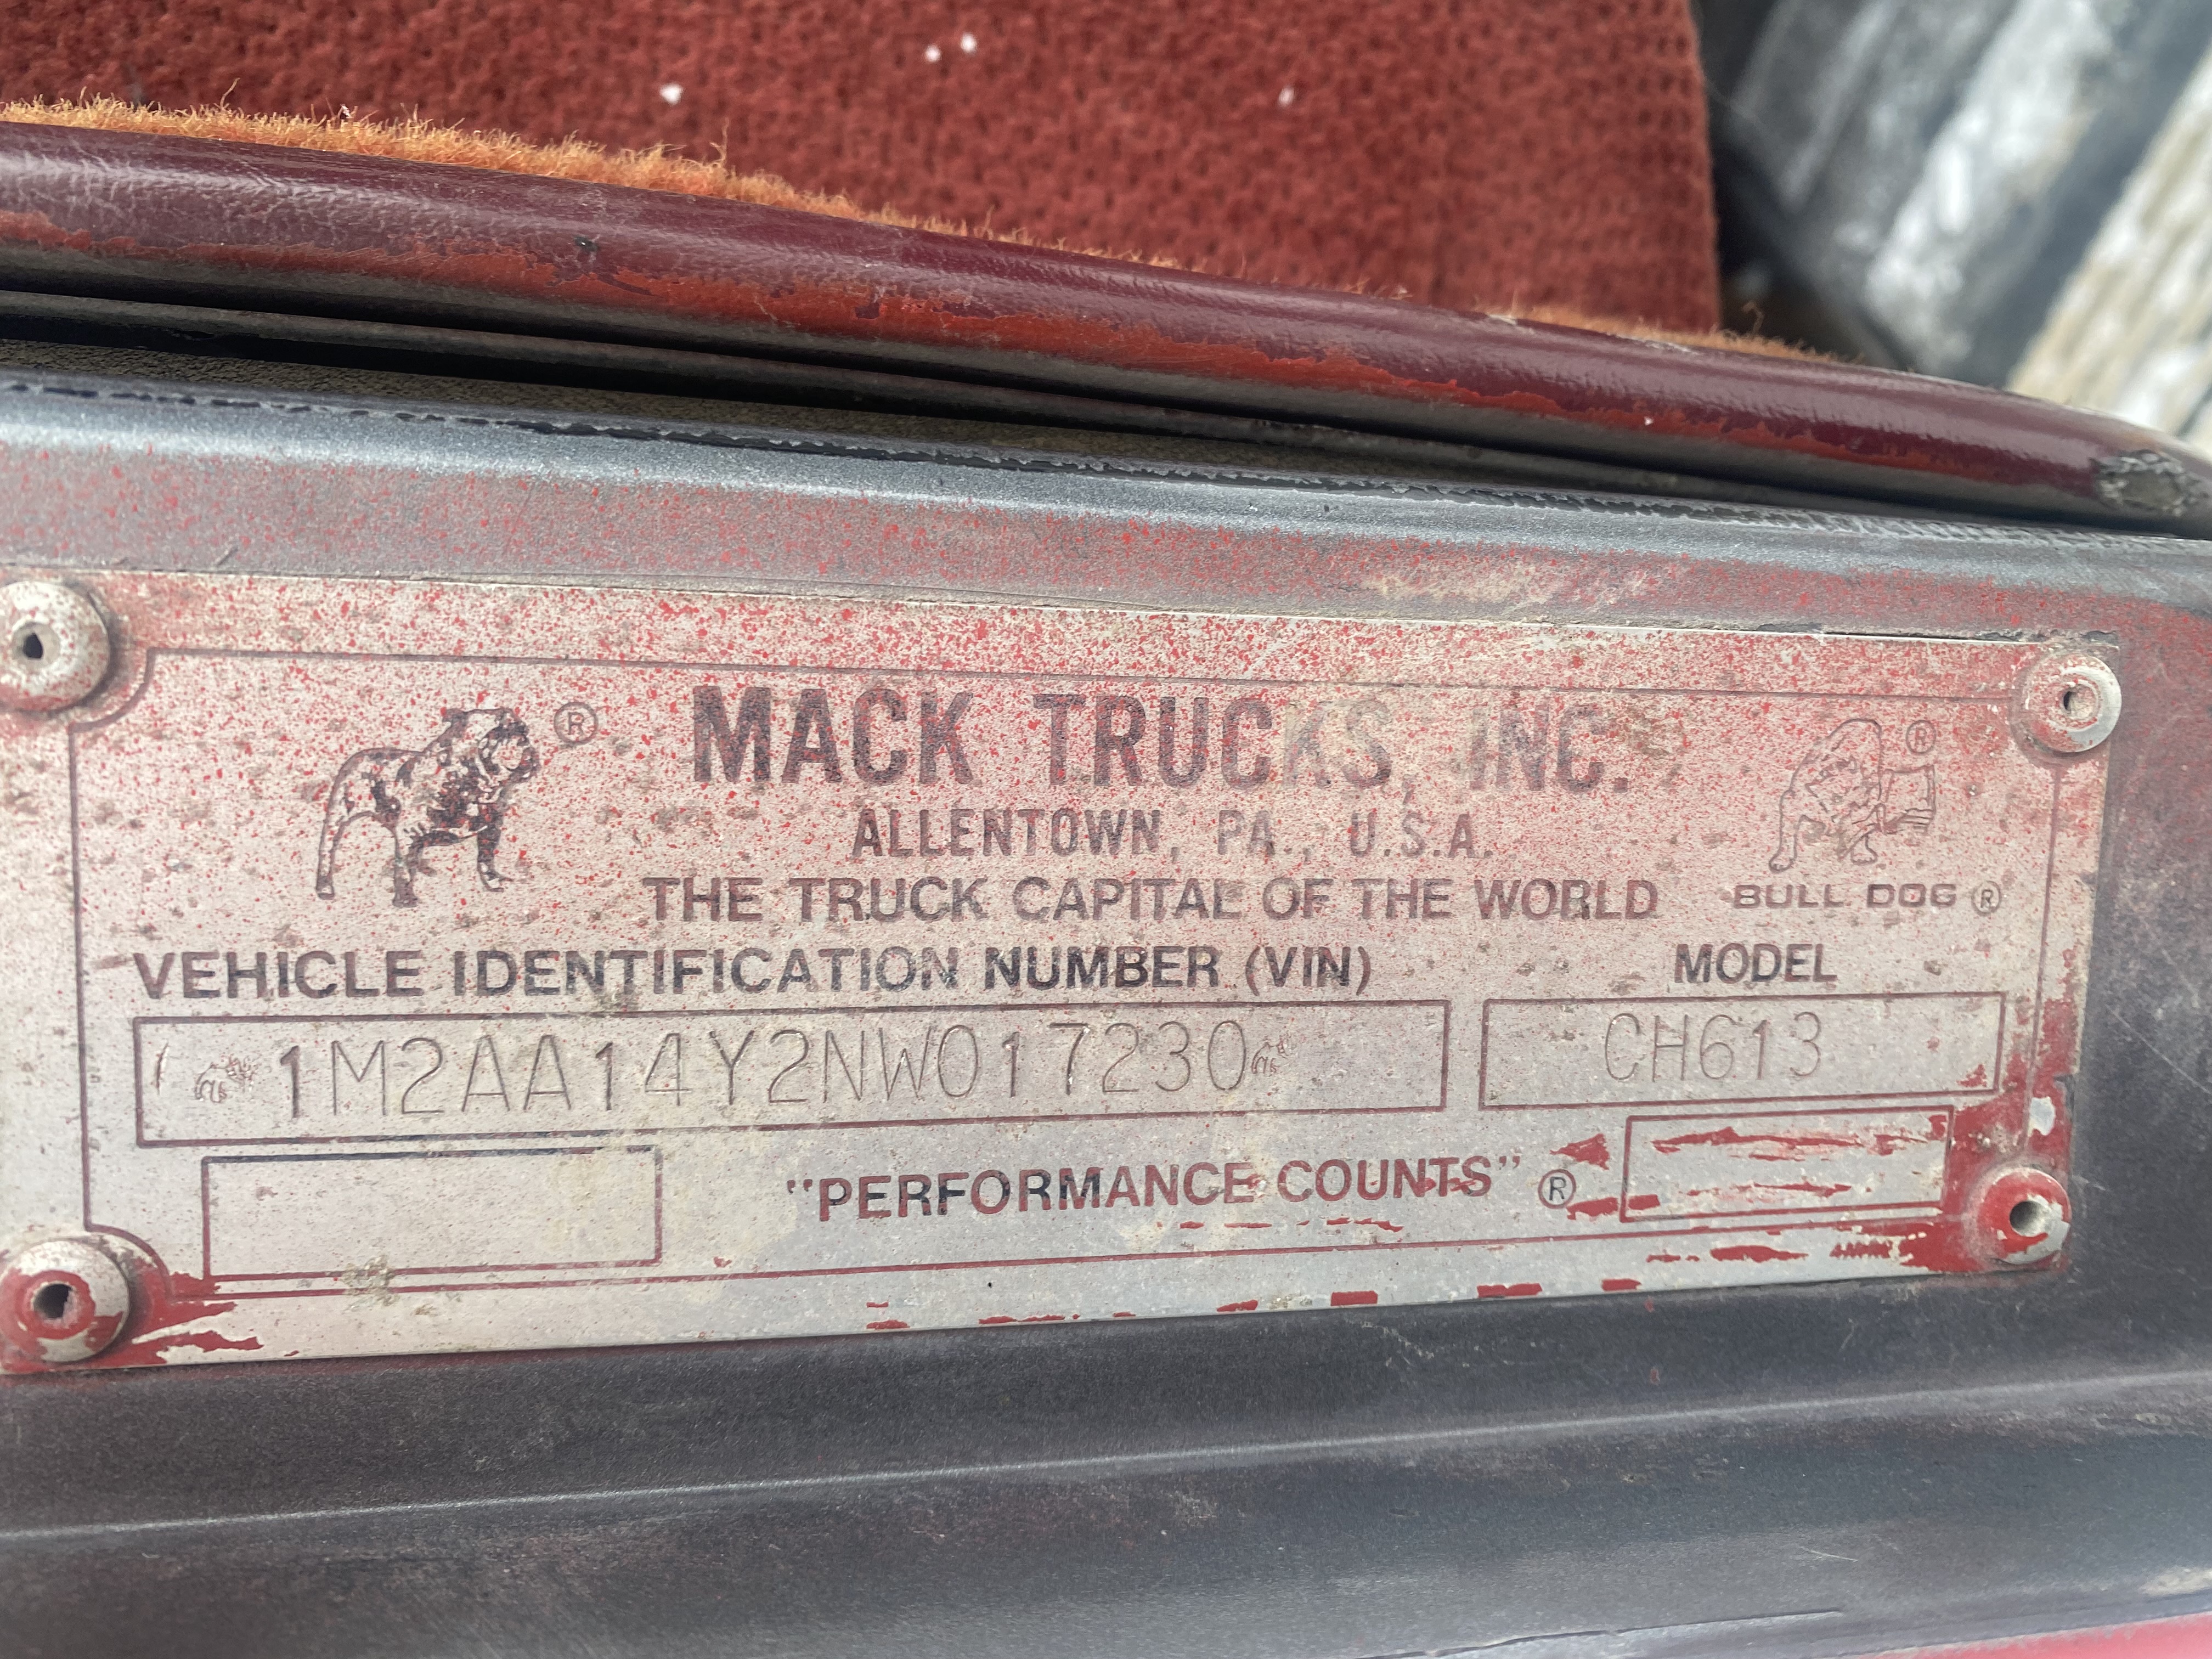 ® MACK TRUCKS, INC. ®
ALLENTOWN, PA., U.S.A.
THE TRUCK CAPITAL OF THE WORLD
BULL DOG ®
VEHICLE IDENTIFICATION NUMBER (VIN) MODEL
1M2AA14Y2NW017230 CH613
"PERFORMANCE COUNTS" ®